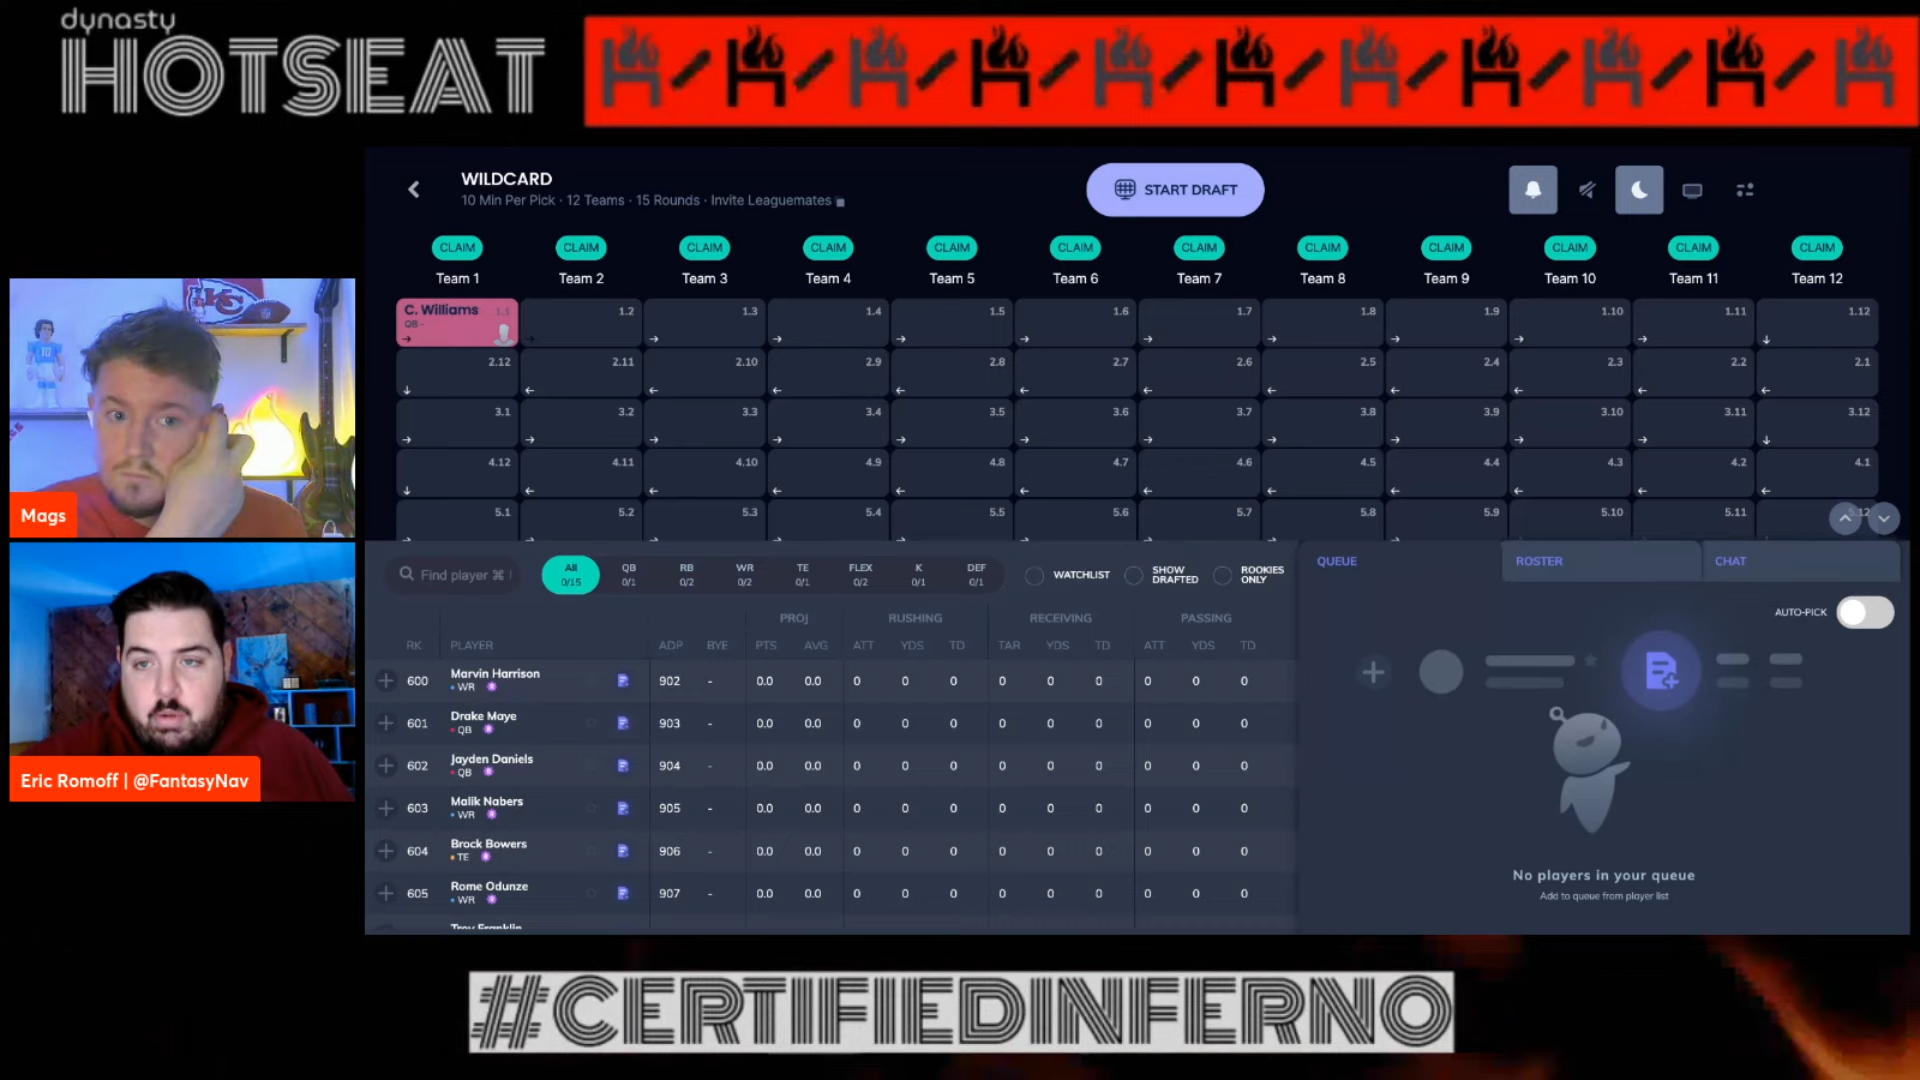 dynasty
HOTSEAT
WILDCARD
10 Min Per Pick · 12 Teams · 15 Rounds · Invite Leaguemates
START DRAFT
CLAIM CLAIM CLAIM CLAIM CLAIM CLAIM CLAIM CLAIM CLAIM CLAIM CLAIM CLAIM
Team 1 Team 2 Team 3 Team 4 Team 5 Team 6 Team 7 Team 8 Team 9 Team 10 Team 11 Team 12
C. Williams 1.1 1.2 1.3 1.4 1.5 1.6 1.7 1.8 1.9 1.10 1.11 1.12
QB -
→ → → → → → → → → → → ↓
2.12 2.11 2.10 2.9 2.8 2.7 2.6 2.5 2.4 2.3 2.2 2.1
↓ ← ← ← ← ← ← ← ← ← ← ←
3.1 3.2 3.3 3.4 3.5 3.6 3.7 3.8 3.9 3.10 3.11 3.12
→ → → → → → → → → → → ↓
4.12 4.11 4.10 4.9 4.8 4.7 4.6 4.5 4.4 4.3 4.2 4.1
↓ ← ← ← ← ← ← ← ← ← ← ←
5.1 5.2 5.3 5.4 5.5 5.6 5.7 5.8 5.9 5.10 5.11 5.12
Mags
Eric Romoff | @FantasyNav
Find player ⌘
All QB RB WR TE FLEX K DEF
0/15 0/1 0/2 0/2 0/1 0/2 0/1 0/1
WATCHLIST
SHOW DRAFTED
ROOKIES ONLY
PROJ RUSHING RECEIVING PASSING
RK PLAYER ADP BYE PTS AVG ATT YDS TD TAR YDS TD ATT YDS TD
600 Marvin Harrison 902 - 0.0 0.0 0 0 0 0 0 0 0 0 0
WR
601 Drake Maye 903 - 0.0 0.0 0 0 0 0 0 0 0 0 0
QB
602 Jayden Daniels 904 - 0.0 0.0 0 0 0 0 0 0 0 0 0
QB
603 Malik Nabers 905 - 0.0 0.0 0 0 0 0 0 0 0 0 0
WR
604 Brock Bowers 906 - 0.0 0.0 0 0 0 0 0 0 0 0 0
TE
605 Rome Odunze 907 - 0.0 0.0 0 0 0 0 0 0 0 0 0
WR
Troy Franklin
QUEUE ROSTER CHAT
AUTO-PICK
No players in your queue
Add to queue from player list
#CERTIFIEDINFERNO